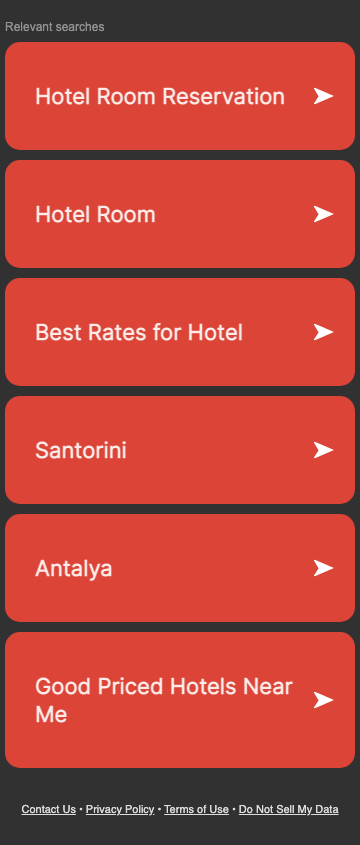 Relevant searches
Hotel Room Reservation
Hotel Room
Best Rates for Hotel
Santorini
Antalya
Good Priced Hotels Near
Me
Contact Us • Privacy Policy • Terms of Use • Do Not Sell My Data